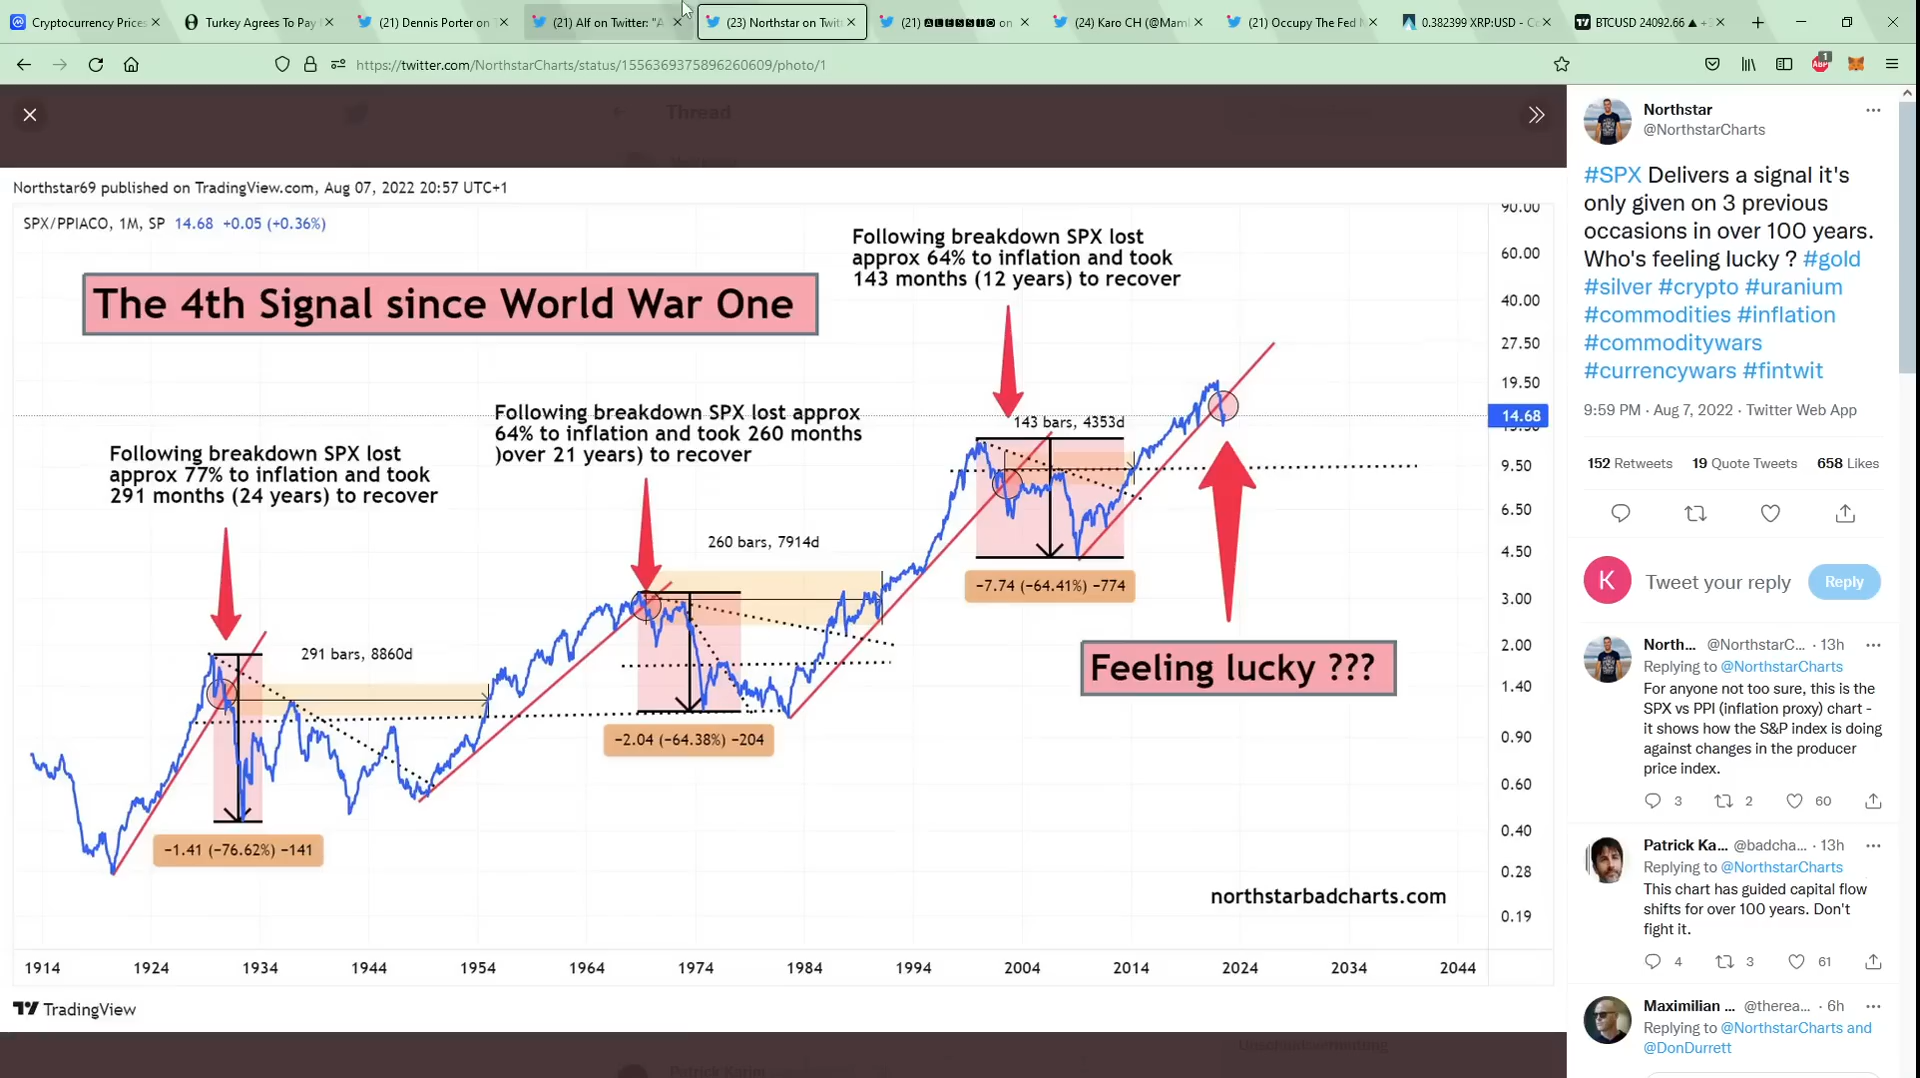 Cryptocurrency Prices
Turkey Agrees To Pay
(21) Dennis Porter on
(21) Alf on Twitter: "A
(23) Northstar on Twit
(21) 🅰🅻🅴🆂🆂🅸🅾 on
(24) Karo CH (@Maml
(21) Occupy The Fed
0.382399 XRP:USD - C
BTCUSD 24092.66 ▲ +
https://twitter.com/NorthstarCharts/status/1556369375896260609/photo/1
ABP
1
Thread
Northstar69 published on TradingView.com, Aug 07, 2022 20:57 UTC+1
SPX/PPIACO, 1M, SP 14.68 +0.05 (+0.36%)
The 4th Signal since World War One
Following breakdown SPX lost
approx 64% to inflation and took
143 months (12 years) to recover
Following breakdown SPX lost approx
64% to inflation and took 260 months
)over 21 years) to recover
Following breakdown SPX lost
approx 77% to inflation and took
291 months (24 years) to recover
143 bars, 4353d
260 bars, 7914d
291 bars, 8860d
−7.74 (−64.41%) −774
−2.04 (−64.38%) −204
−1.41 (−76.62%) −141
Feeling lucky ???
northstarbadcharts.com
90.00
60.00
40.00
27.50
19.50
14.68
13.50
9.50
6.50
4.50
3.00
2.00
1.40
0.90
0.60
0.40
0.28
0.19
1914 1924 1934 1944 1954 1964 1974 1984 1994 2004 2014 2024 2034 2044
TradingView
Patrick Karim
Northstar
@NorthstarCharts
#SPX Delivers a signal it's
only given on 3 previous
occasions in over 100 years.
Who's feeling lucky ? #gold
#silver #crypto #uranium
#commodities #inflation
#commoditywars
#currencywars #fintwit
9:59 PM · Aug 7, 2022 · Twitter Web App
152 Retweets 19 Quote Tweets 658 Likes
K
Tweet your reply
Reply
North... @NorthstarC... · 13h
Replying to @NorthstarCharts
For anyone not too sure, this is the
SPX vs PPI (inflation proxy) chart -
it shows how the S&P index is doing
against changes in the producer
price index.
3 2 60
Patrick Ka... @badcha... · 13h
Replying to @NorthstarCharts
This chart has guided capital flow
shifts for over 100 years. Don't
fight it.
4 3 61
Maximilian ... @therea... · 6h
Replying to @NorthstarCharts and
@DonDurrett